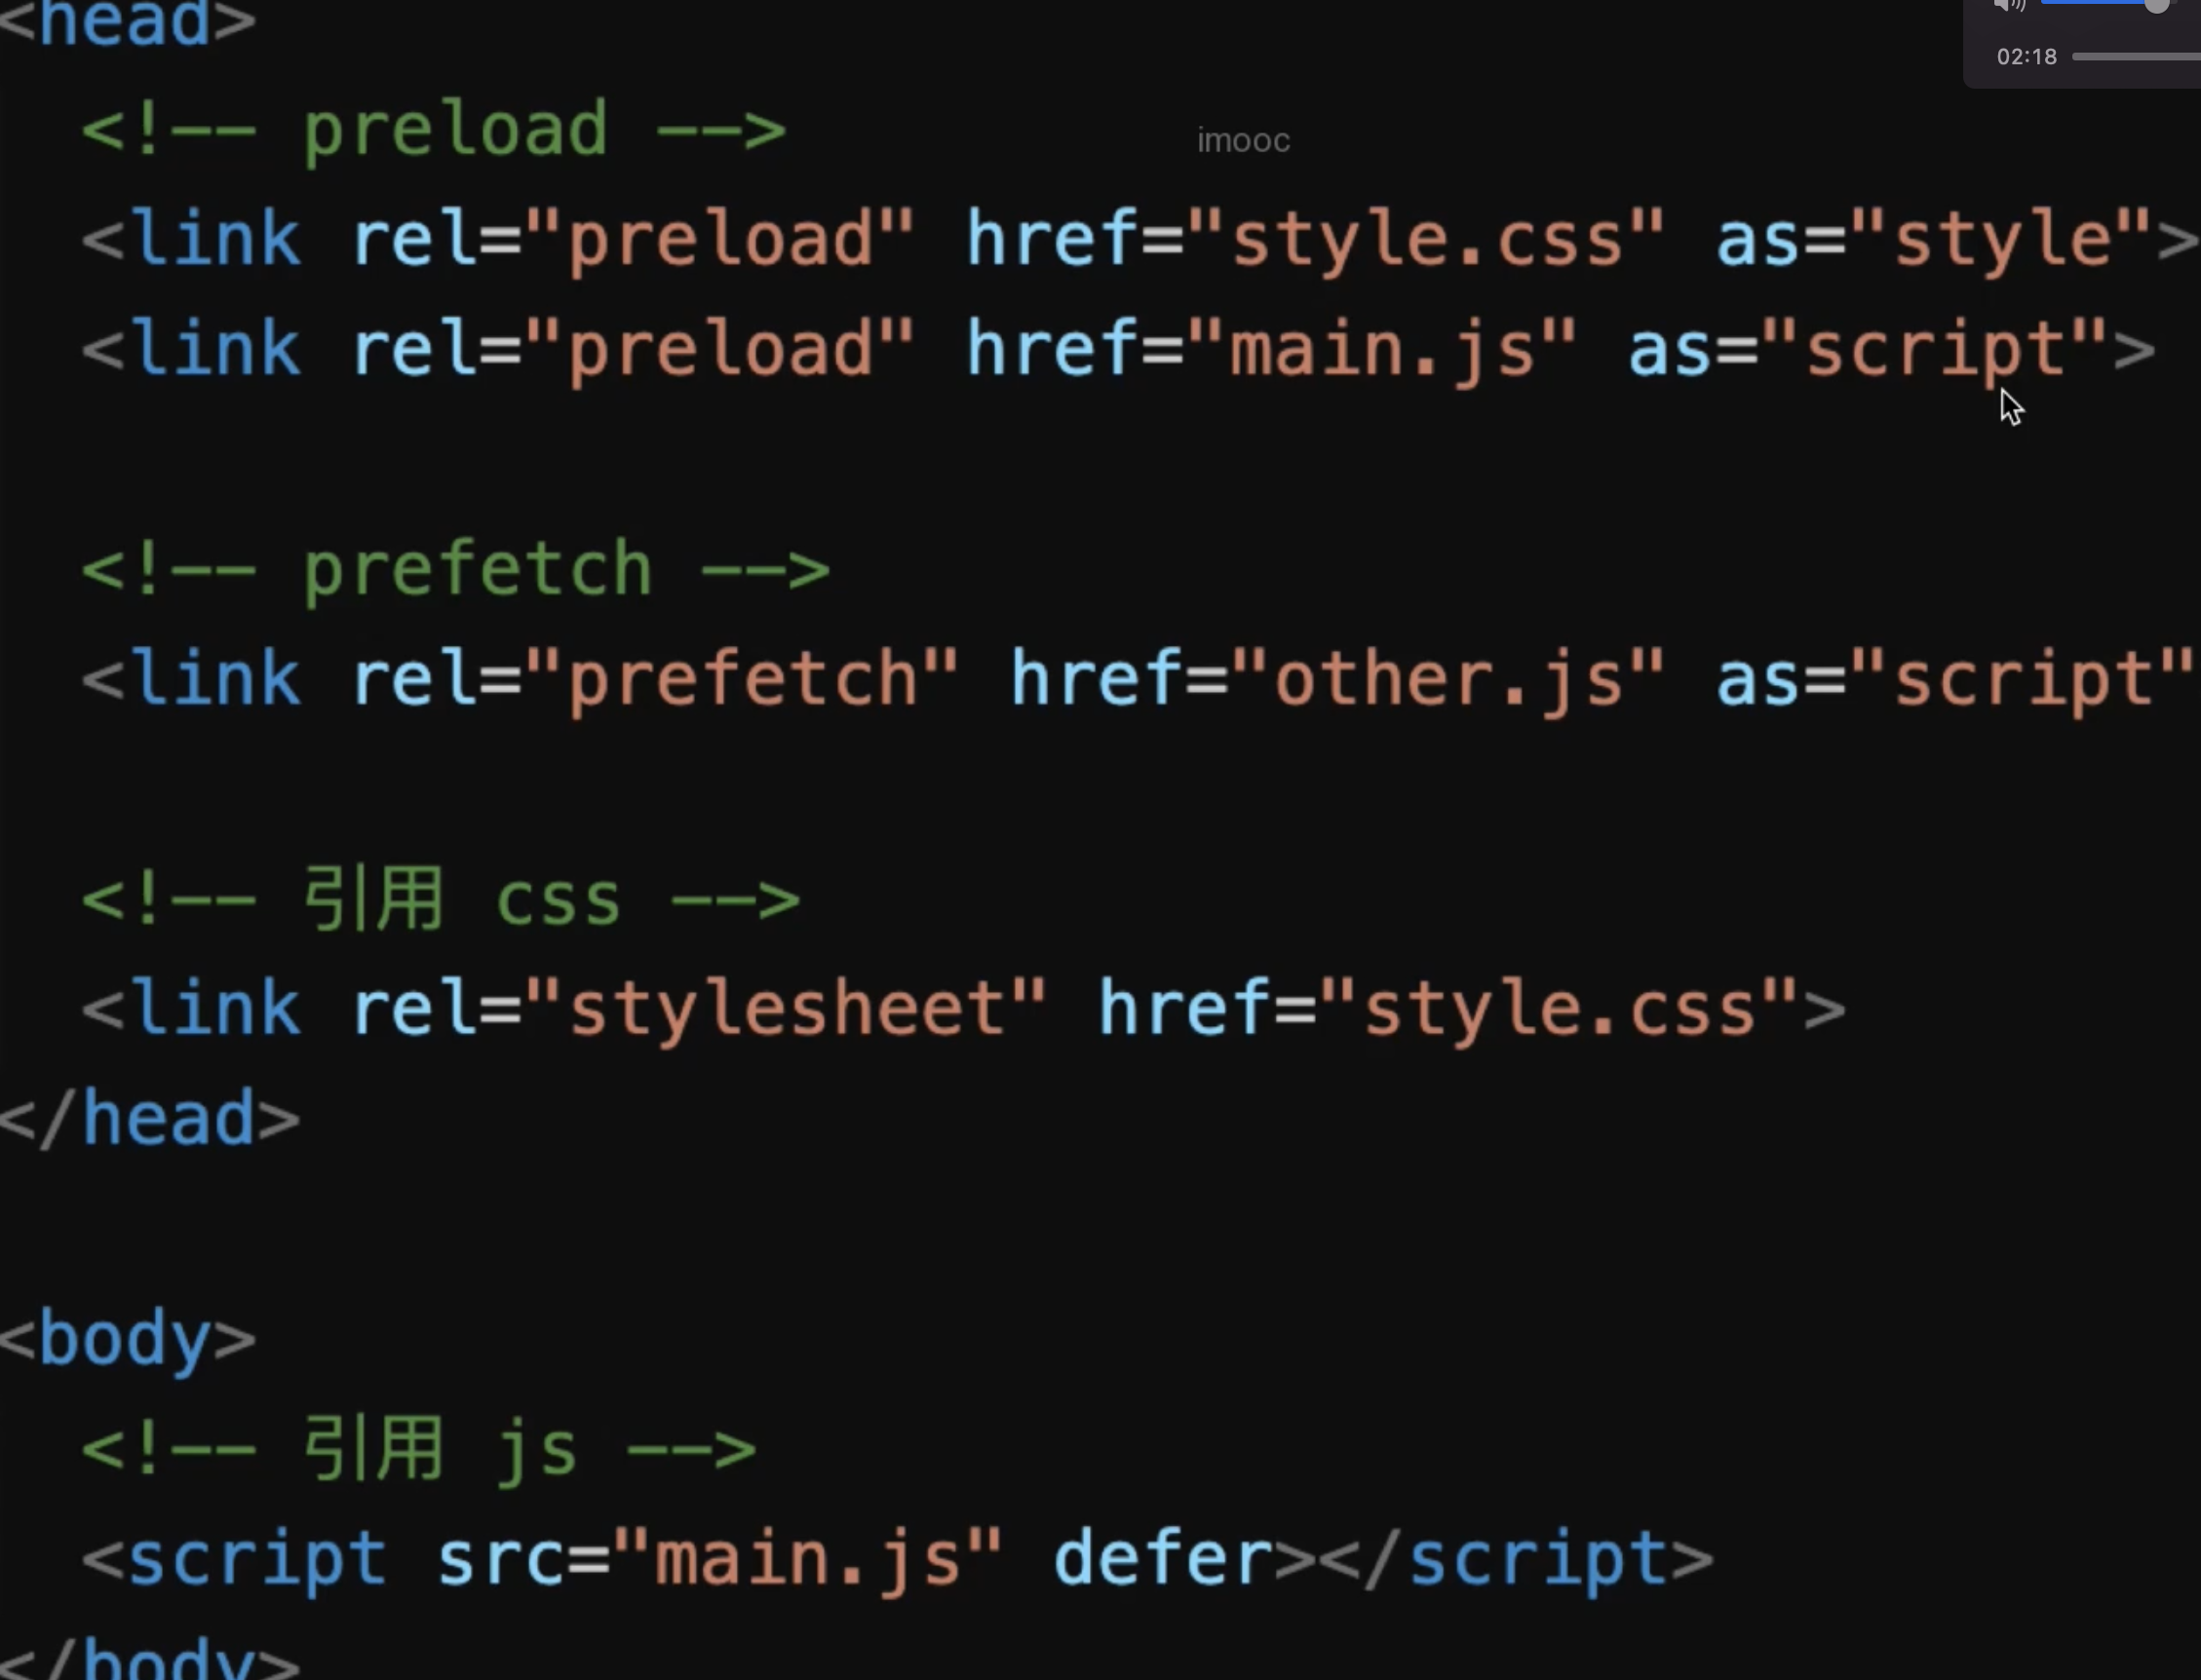 <head>
02:18
<!-- preload -->
imooc
<link rel="preload" href="style.css" as="style">
<link rel="preload" href="main.js" as="script">
<!-- prefetch -->
<link rel="prefetch" href="other.js" as="script"
<!-- 引用 css -->
<link rel="stylesheet" href="style.css">
</head>
<body>
<!-- 引用 js -->
<script src="main.js" defer></script>
</body>